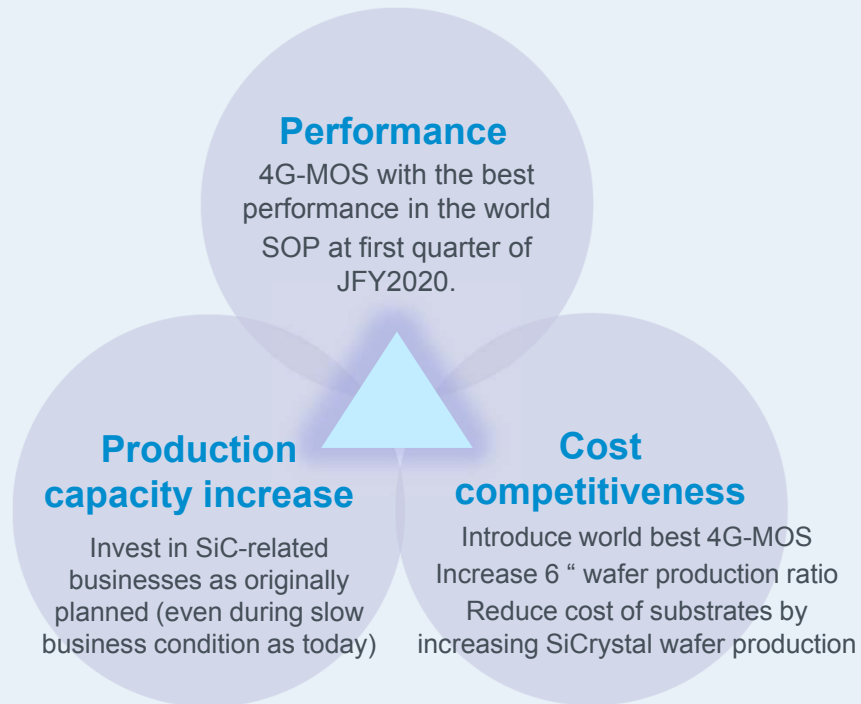 Performance
4G-MOS with the best
performance in the world
SOP at first quarter of
JFY2020.
Production
capacity increase
Invest in SiC-related
businesses as originally
planned (even during slow
business condition as today)
Cost
competitiveness
Introduce world best 4G-MOS
Increase 6 “ wafer production ratio
Reduce cost of substrates by
increasing SiCrystal wafer production